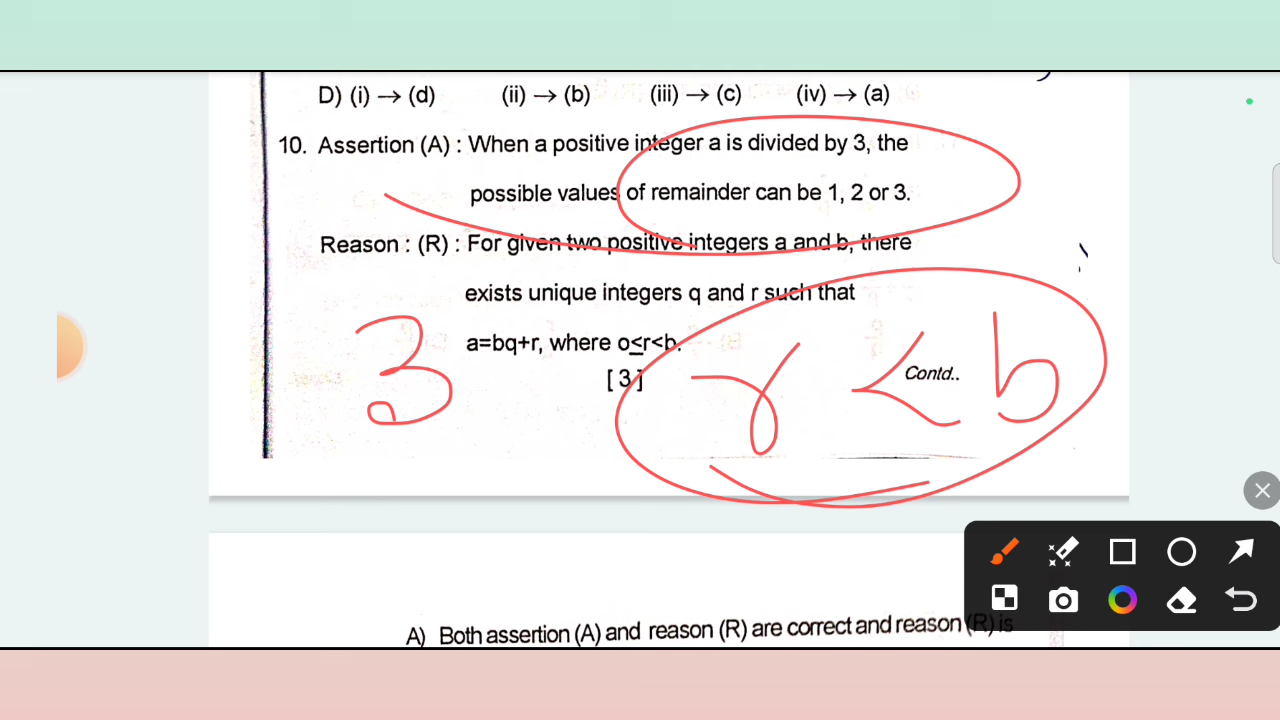 D) (i) → (d) (ii) → (b) (iii) → (c) (iv) → (a)
10. Assertion (A) : When a positive integer a is divided by 3, the
possible values of remainder can be 1, 2 or 3.
Reason : (R) : For given two positive integers a and b, there
exists unique integers q and r such that
a=bq+r, where o≤r<b.
[ 3 ]
Contd..
3 r < b
A) Both assertion (A) and reason (R) are correct and reason (R) is